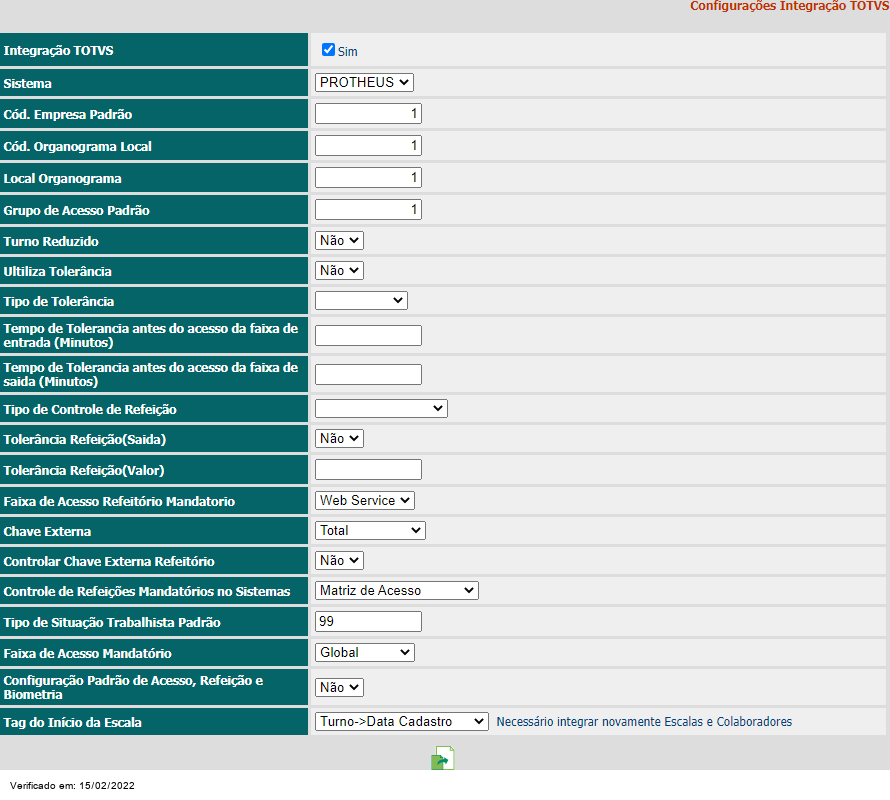 Configurações Integração TOTVS
Integração TOTVS Sim
Sistema PROTHEUS
Cód. Empresa Padrão 1
Cód. Organograma Local 1
Local Organograma 1
Grupo de Acesso Padrão 1
Turno Reduzido Não
Ultiliza Tolerância Não
Tipo de Tolerância
Tempo de Tolerancia antes do acesso da faixa de
entrada (Minutos)
Tempo de Tolerancia antes do acesso da faixa de
saida (Minutos)
Tipo de Controle de Refeição
Tolerância Refeição(Saida) Não
Tolerância Refeição(Valor)
Faixa de Acesso Refeitório Mandatorio Web Service
Chave Externa Total
Controlar Chave Externa Refeitório Não
Controle de Refeições Mandatórios no Sistemas Matriz de Acesso
Tipo de Situação Trabalhista Padrão 99
Faixa de Acesso Mandatório Global
Configuração Padrão de Acesso, Refeição e
Biometria Não
Tag do Início da Escala Turno->Data Cadastro Necessário integrar novamente Escalas e Colaboradores
Verificado em: 15/02/2022